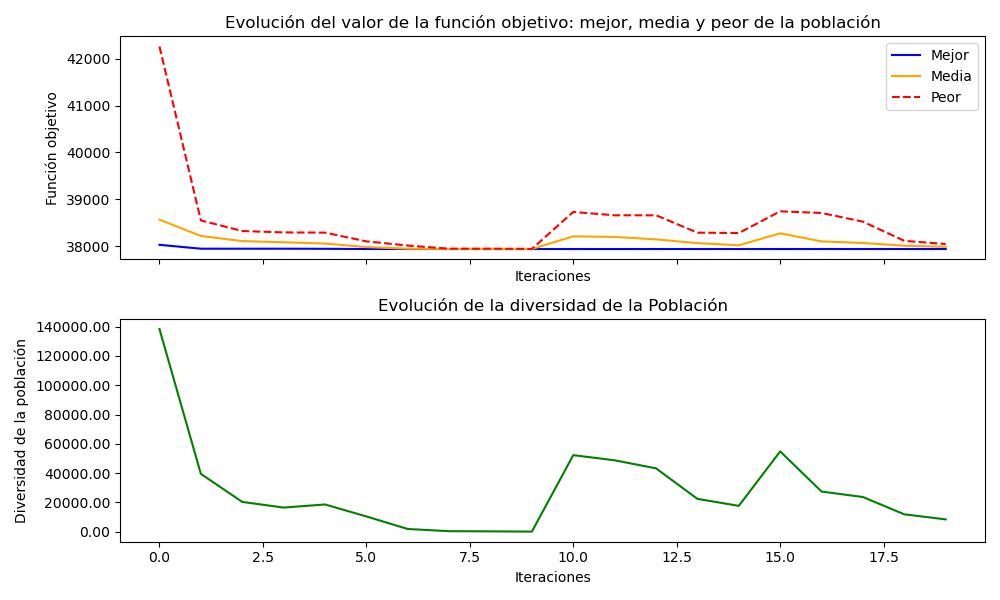 Evolución del valor de la función objetivo: mejor, media y peor de la población
42000
41000
40000
39000
38000
Función objetivo
Mejor
Media
Peor
Iteraciones
Evolución de la diversidad de la Población
140000.00
120000.00
100000.00
80000.00
60000.00
40000.00
20000.00
0.00
Diversidad de la población
0.0 2.5 5.0 7.5 10.0 12.5 15.0 17.5
Iteraciones